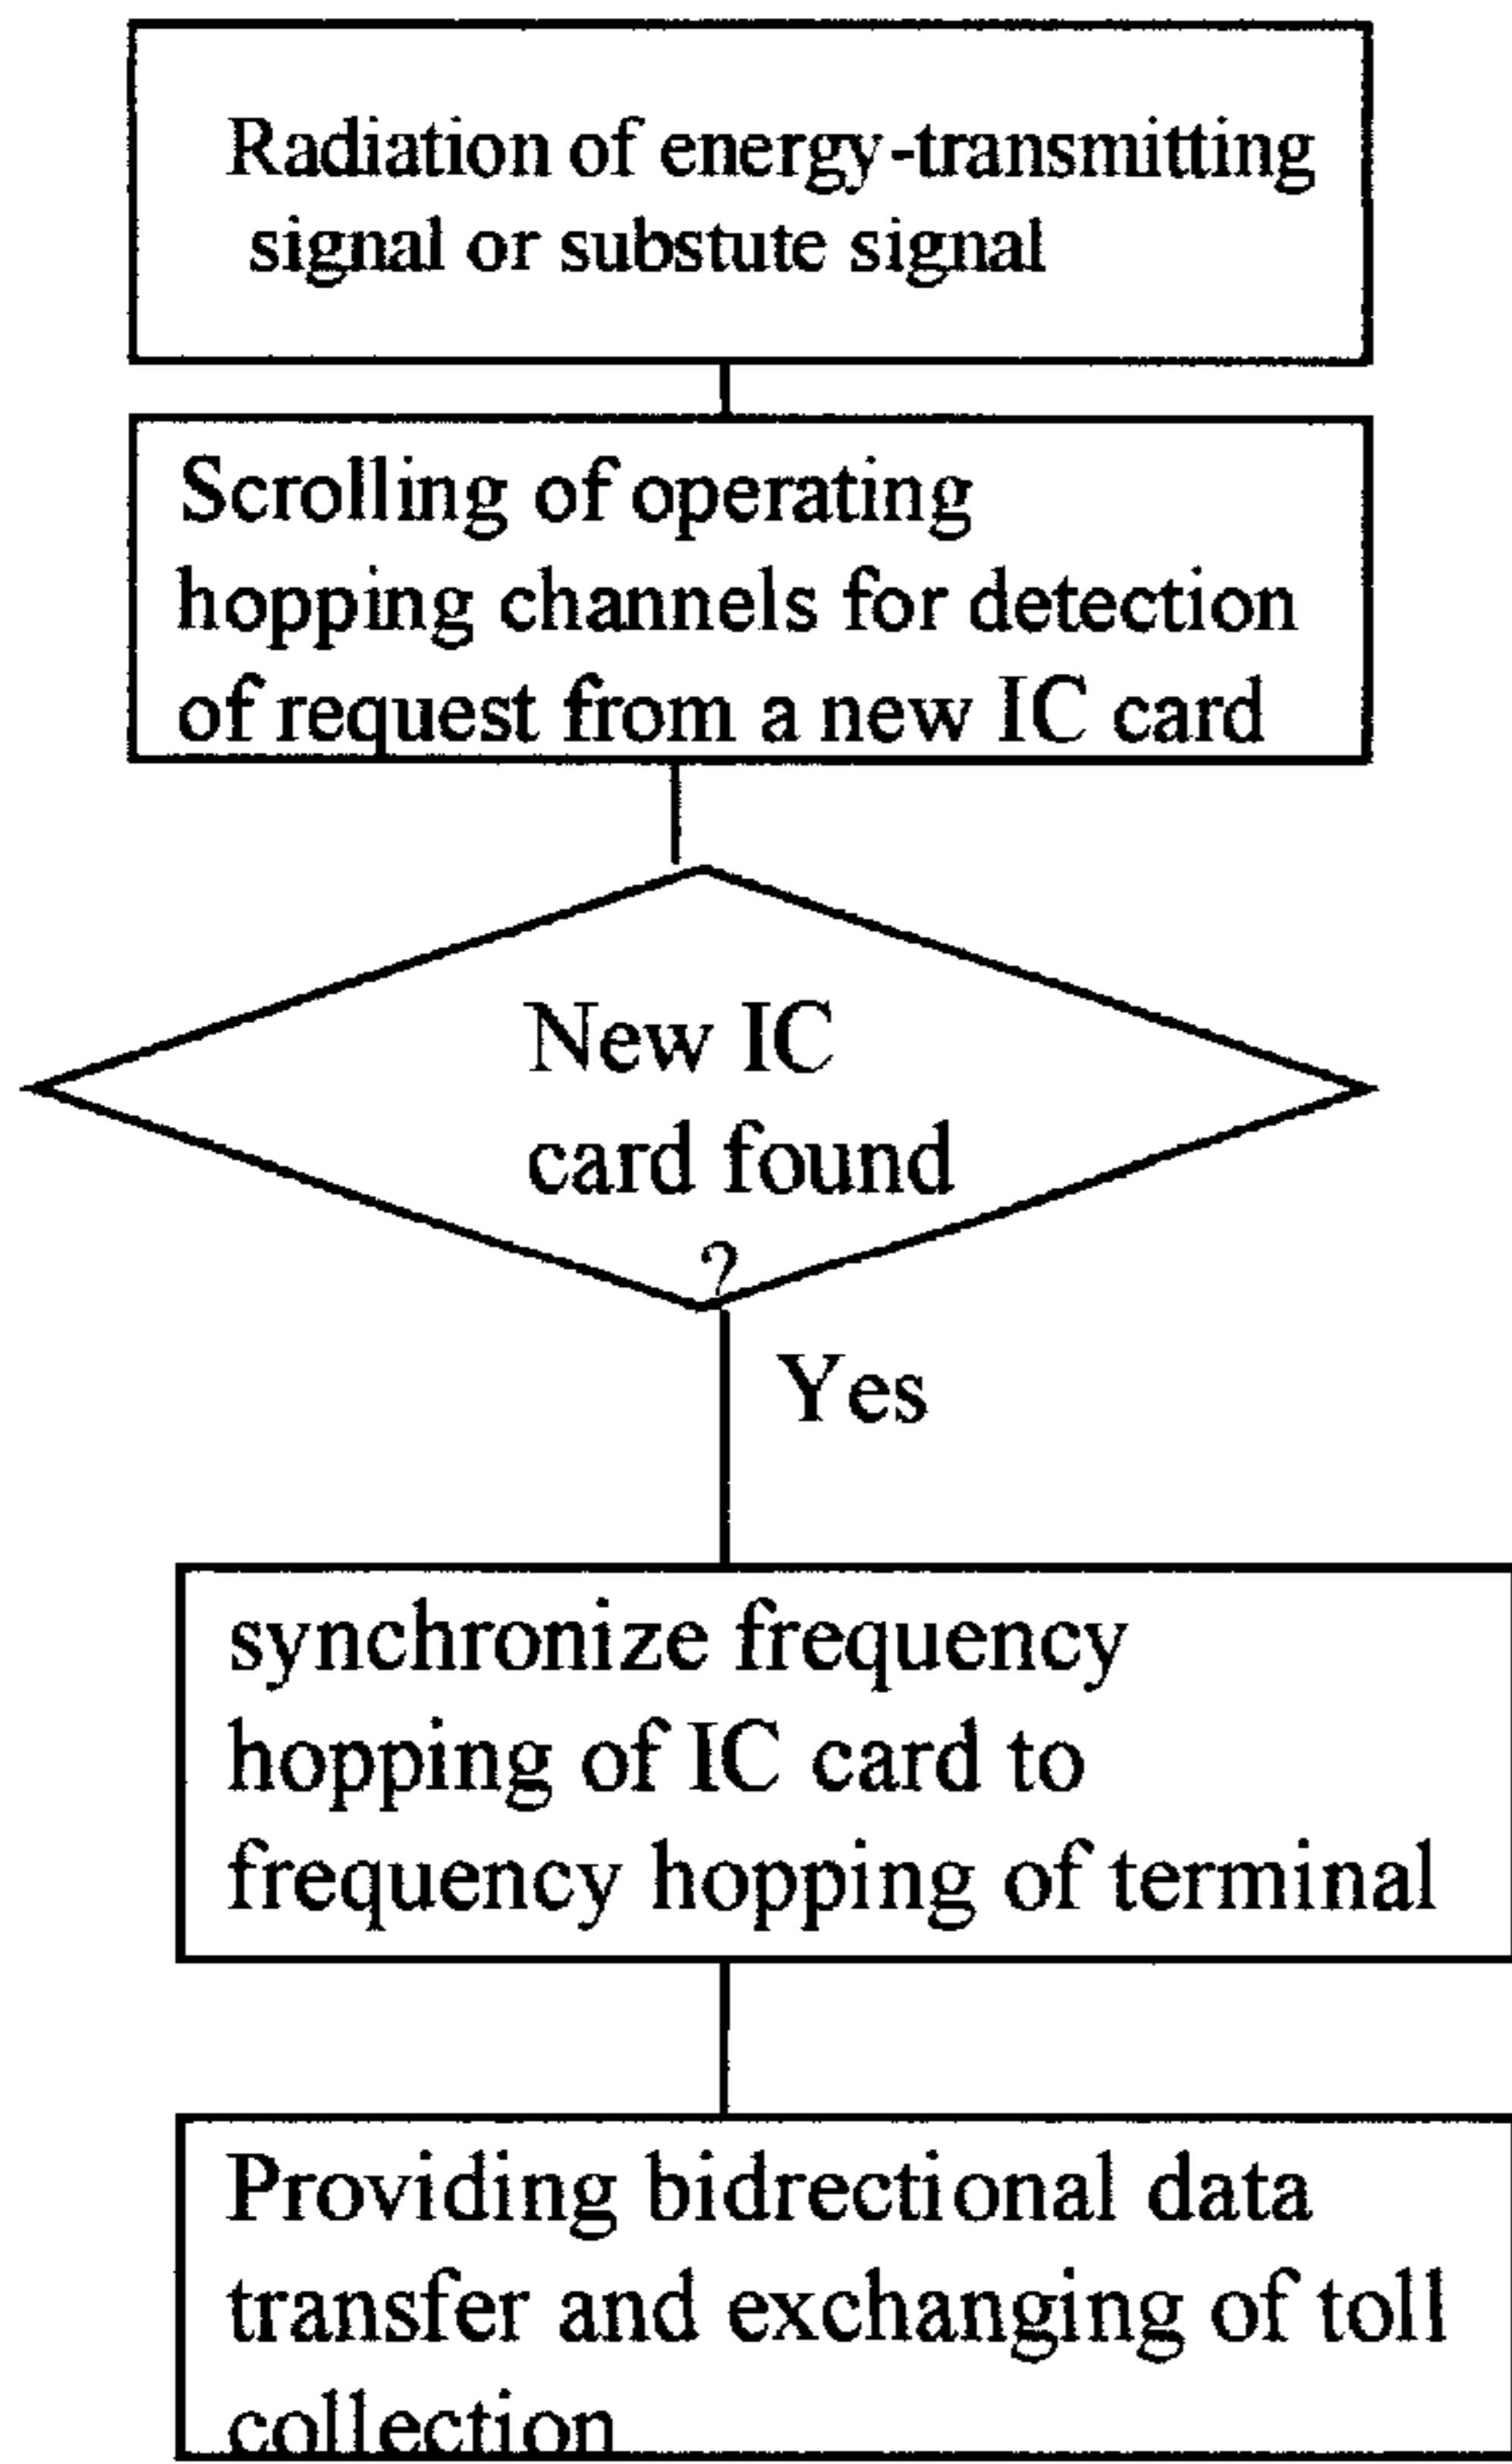 Radiation of energy-transmitting
signal or substute signal
Scrolling of operating
hopping channels for detection
of request from a new IC card
New IC
card found
?
Yes
synchronize frequency
hopping of IC card to
frequency hopping of terminal
Providing bidrectional data
transfer and exchanging of toll
collection